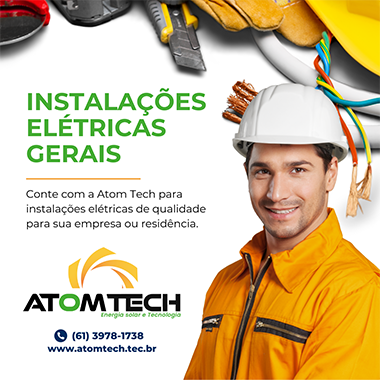 INSTALAÇÕES
ELÉTRICAS
GERAIS
Conte com a Atom Tech para
instalações elétricas de qualidade
para sua empresa ou residência.
ATOMTECH
Energia solar e Tecnologia
(61) 3978-1738
www.atomtech.tec.br